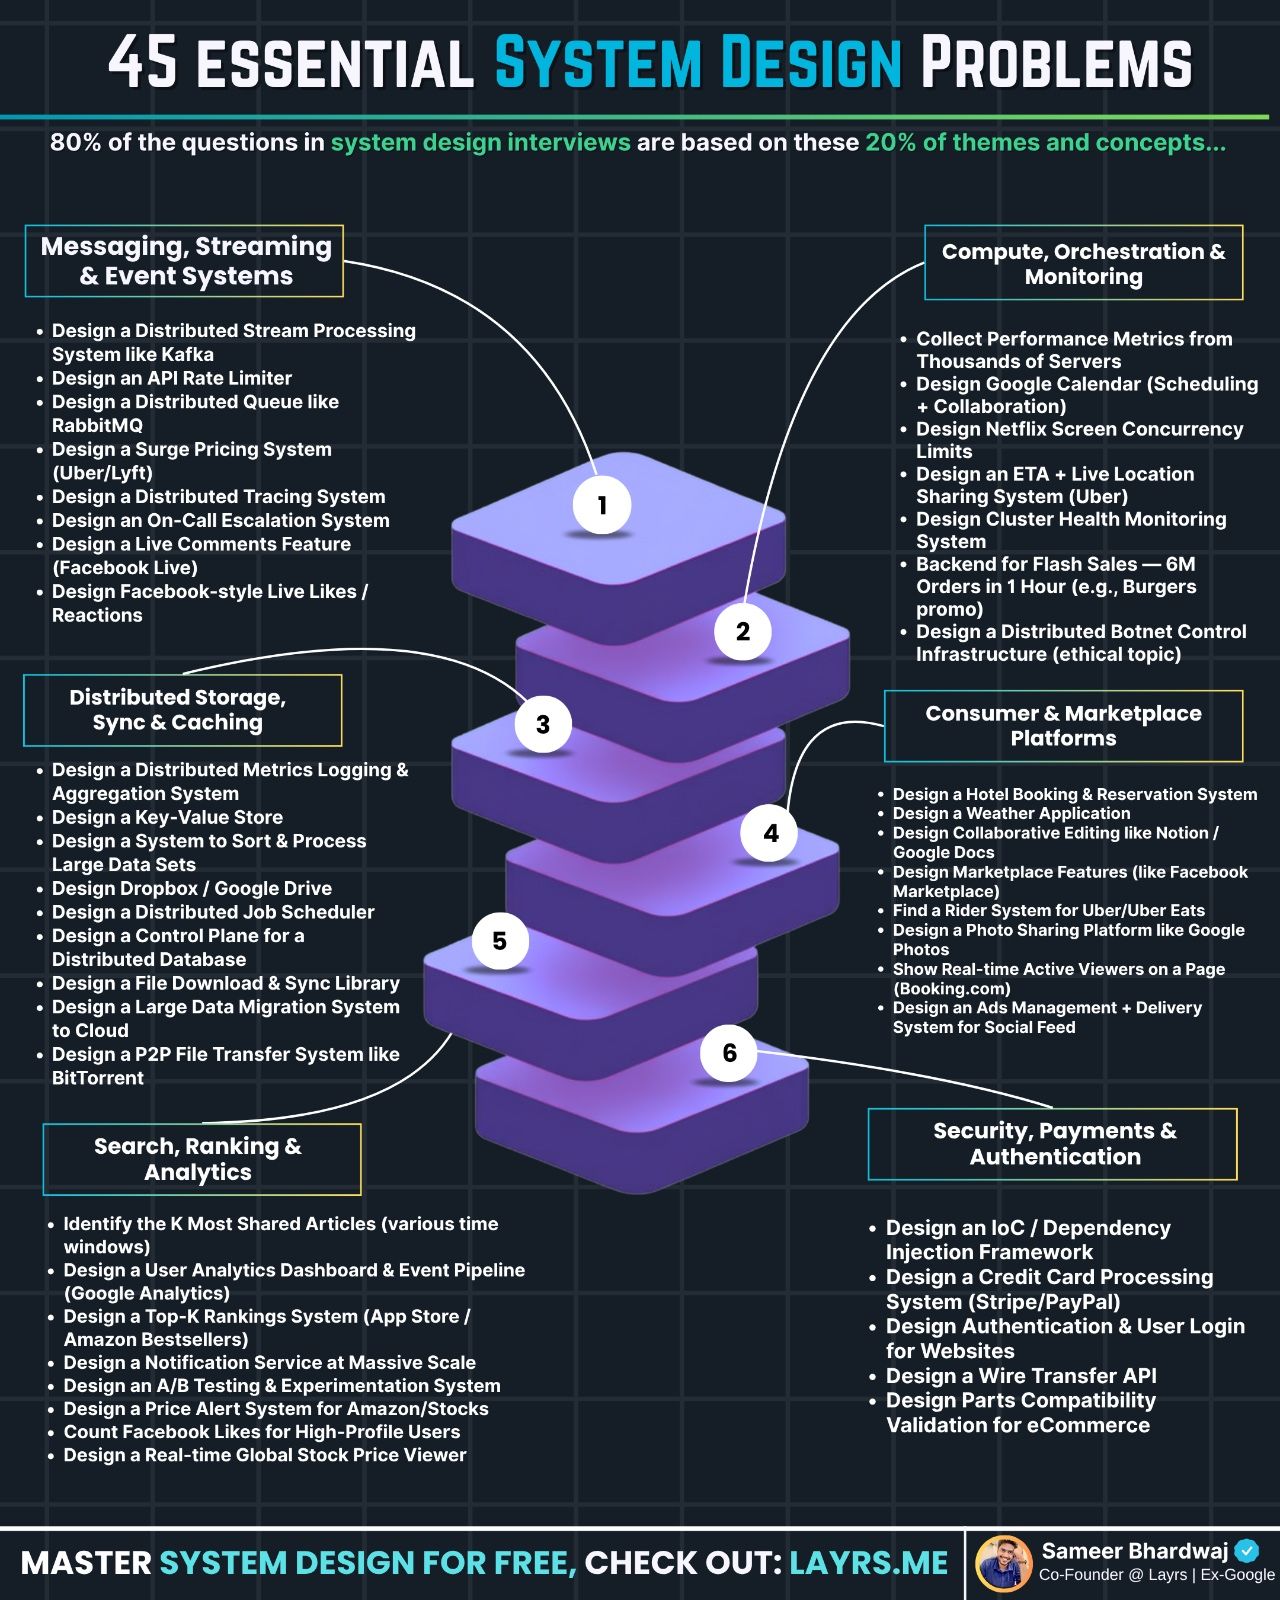 45 ESSENTIAL SYSTEM DESIGN PROBLEMS
80% of the questions in system design interviews are based on these 20% of themes and concepts...
Messaging, Streaming
& Event Systems
• Design a Distributed Stream Processing
System like Kafka
• Design an API Rate Limiter
• Design a Distributed Queue like
RabbitMQ
• Design a Surge Pricing System
(Uber/Lyft)
• Design a Distributed Tracing System
• Design an On-Call Escalation System
• Design a Live Comments Feature
(Facebook Live)
• Design Facebook-style Live Likes /
Reactions
Compute, Orchestration &
Monitoring
• Collect Performance Metrics from
Thousands of Servers
• Design Google Calendar (Scheduling
+ Collaboration)
• Design Netflix Screen Concurrency
Limits
• Design an ETA + Live Location
Sharing System (Uber)
• Design Cluster Health Monitoring
System
• Backend for Flash Sales — 6M
Orders in 1 Hour (e.g., Burgers
promo)
• Design a Distributed Botnet Control
Infrastructure (ethical topic)
1
2
3
4
5
6
Distributed Storage,
Sync & Caching
• Design a Distributed Metrics Logging &
Aggregation System
• Design a Key-Value Store
• Design a System to Sort & Process
Large Data Sets
• Design Dropbox / Google Drive
• Design a Distributed Job Scheduler
• Design a Control Plane for a
Distributed Database
• Design a File Download & Sync Library
• Design a Large Data Migration System
to Cloud
• Design a P2P File Transfer System like
BitTorrent
Consumer & Marketplace
Platforms
• Design a Hotel Booking & Reservation System
• Design a Weather Application
• Design Collaborative Editing like Notion /
Google Docs
• Design Marketplace Features (like Facebook
Marketplace)
• Find a Rider System for Uber/Uber Eats
• Design a Photo Sharing Platform like Google
Photos
• Show Real-time Active Viewers on a Page
(Booking.com)
• Design an Ads Management + Delivery
System for Social Feed
Search, Ranking &
Analytics
• Identify the K Most Shared Articles (various time
windows)
• Design a User Analytics Dashboard & Event Pipeline
(Google Analytics)
• Design a Top-K Rankings System (App Store /
Amazon Bestsellers)
• Design a Notification Service at Massive Scale
• Design an A/B Testing & Experimentation System
• Design a Price Alert System for Amazon/Stocks
• Count Facebook Likes for High-Profile Users
• Design a Real-time Global Stock Price Viewer
Security, Payments &
Authentication
• Design an IoC / Dependency
Injection Framework
• Design a Credit Card Processing
System (Stripe/PayPal)
• Design Authentication & User Login
for Websites
• Design a Wire Transfer API
• Design Parts Compatibility
Validation for eCommerce
MASTER SYSTEM DESIGN FOR FREE, CHECK OUT: LAYRS.ME
Sameer Bhardwaj
Co-Founder @ Layrs | Ex-Google